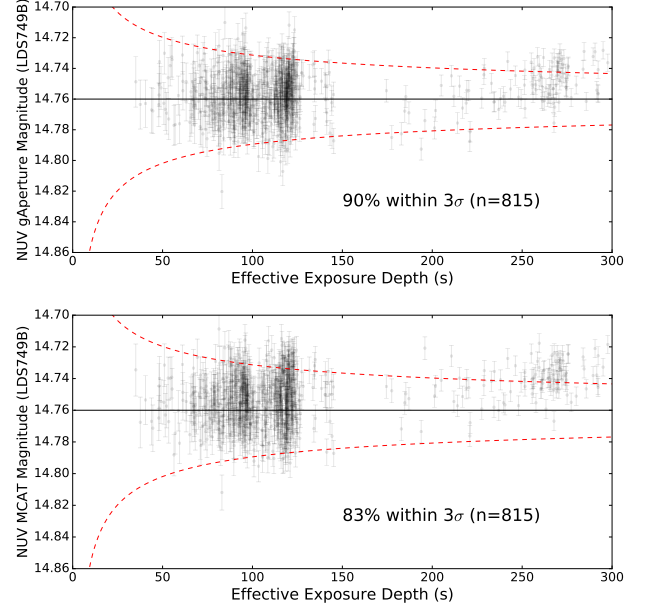 NUV gAperture Magnitude (LDS749B)
14.70
14.72
14.74
14.76
14.78
14.80
14.82
14.84
14.86
90% within 3σ (n=815)
0 50 100 150 200 250 300
Effective Exposure Depth (s)
NUV MCAT Magnitude (LDS749B)
14.70
14.72
14.74
14.76
14.78
14.80
14.82
14.84
14.86
83% within 3σ (n=815)
0 50 100 150 200 250 300
Effective Exposure Depth (s)